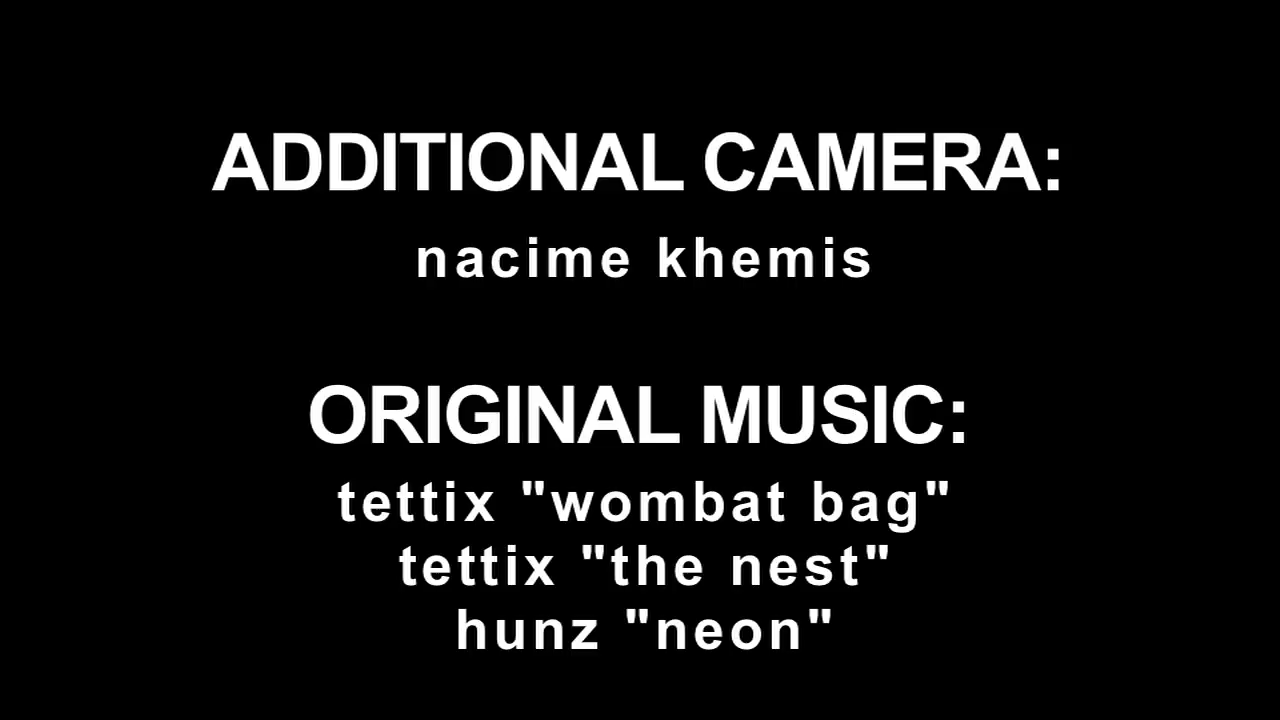 ADDITIONAL CAMERA:
nacime khemis
ORIGINAL MUSIC:
tettix "wombat bag"
tettix "the nest"
hunz "neon"